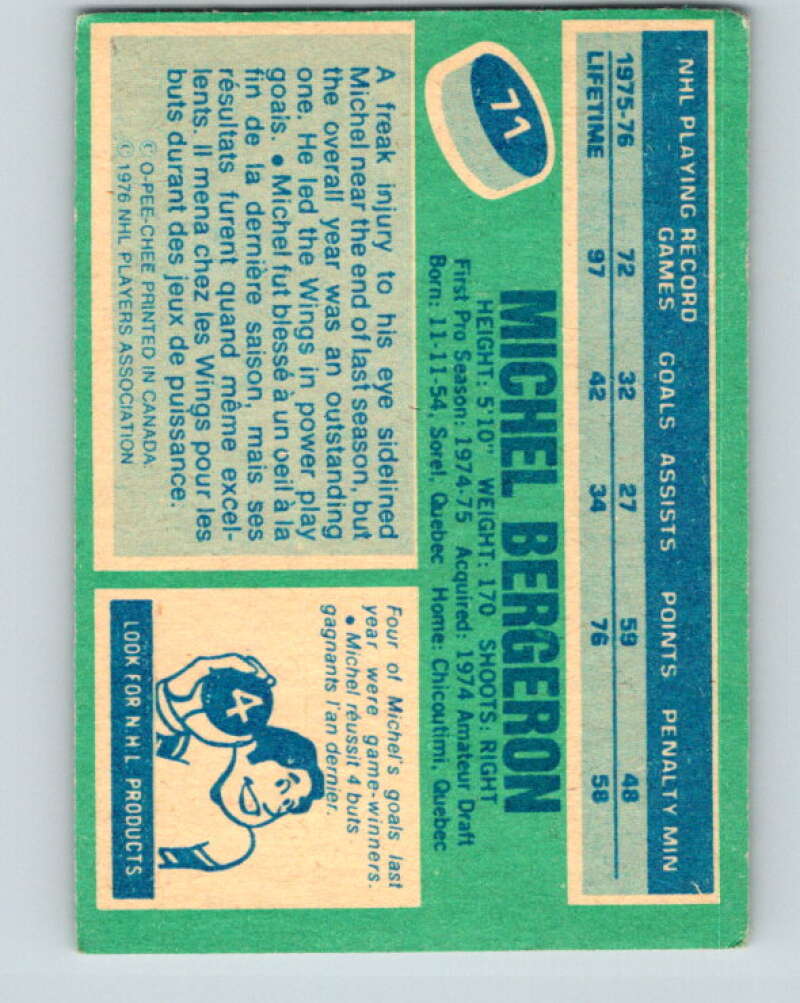 NHL PLAYING RECORD
GAMES GOALS ASSISTS POINTS PENALTY MIN
1975-76 72 32 27 59 48
LIFETIME 97 42 34 76 58
71
MICHEL BERGERON
HEIGHT: 5'10" WEIGHT: 170 SHOOTS: RIGHT
First Pro Season: 1974-75 Acquired: 1974 Amateur Draft
Born: 11-11-54, Sorel, Quebec Home: Chicoutimi, Quebec
A freak injury to his eye sidelined
Michel near the end of last season, but
the overall year was an outstanding
one. He led the Wings in power play
goals. • Michel fut blessé à un oeil à la
fin de la dernière saison, mais ses
résultats furent quand même excel-
lents. Il mena chez les Wings pour les
buts durant des jeux de puissance.
© O-PEE-CHEE PRINTED IN CANADA.
© 1976 NHL PLAYERS ASSOCIATION
Four of Michel's goals last
year were game-winners.
• Michel réussit 4 buts
gagnants l'an dernier.
4
LOOK FOR N.H L PRODUCTS